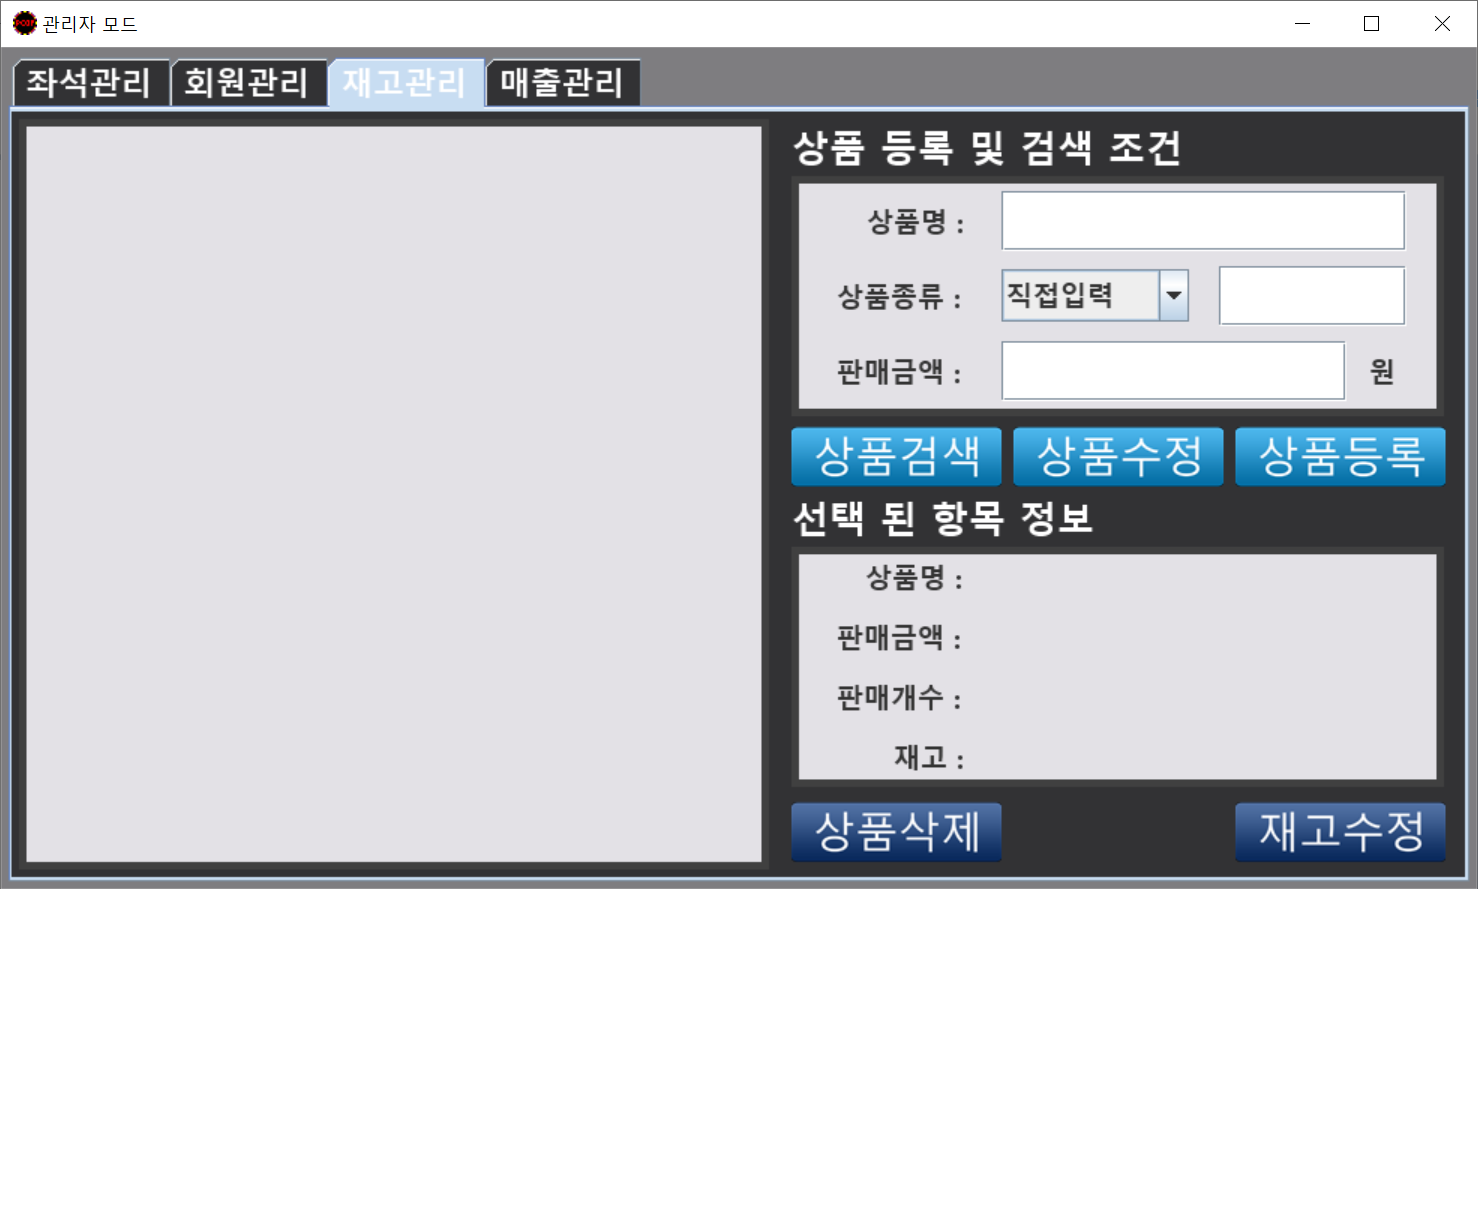 관리자 모드
좌석관리 회원관리 재고관리 매출관리
상품 등록 및 검색 조건
상품명 :
상품종류 : 직접입력
판매금액 : 원
상품검색 상품수정 상품등록
선택 된 항목 정보
상품명 :
판매금액 :
판매개수 :
재고 :
상품삭제 재고수정